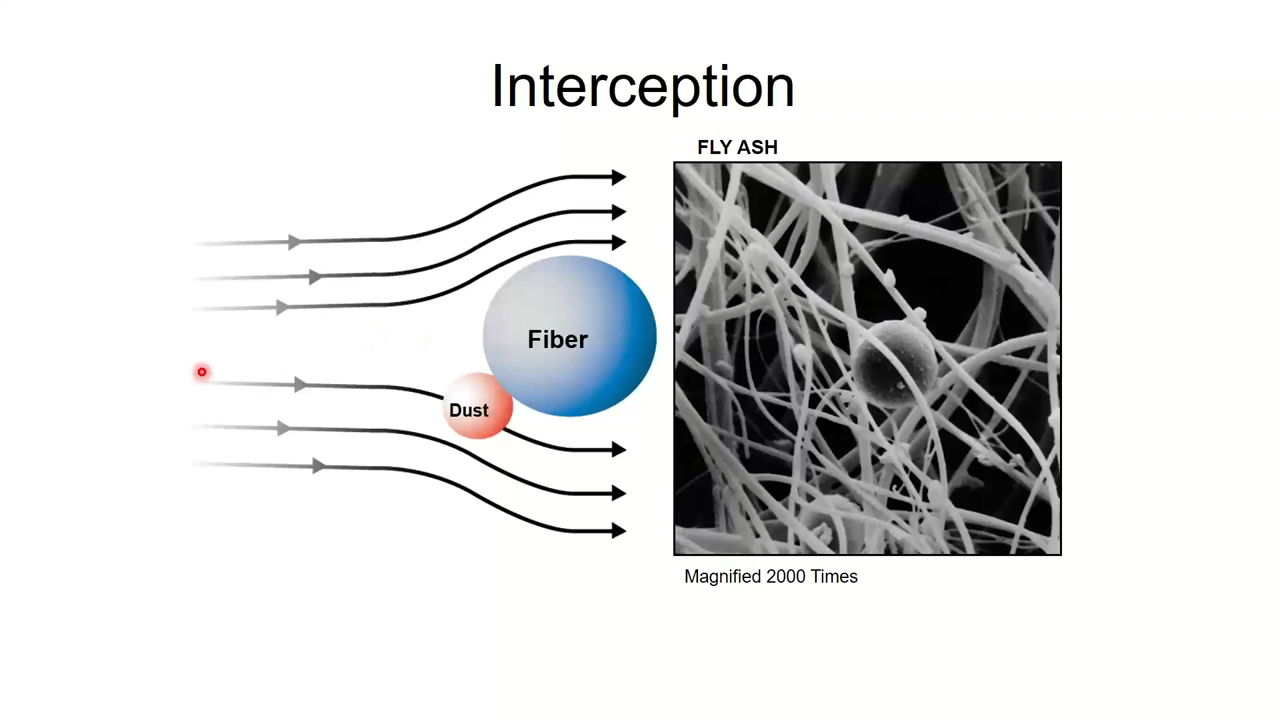 Interception
FLY ASH
Fiber
Dust
Magnified 2000 Times